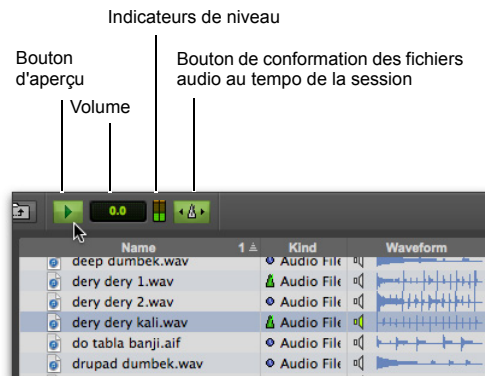 Indicateurs de niveau
Bouton
d'aperçu
Bouton de conformation des fichiers
audio au tempo de la session
Volume
0.0
Name 1 Kind Waveform
deep dumbek.wav Audio File
dery dery 1.wav Audio File
dery dery 2.wav Audio File
dery dery kali.wav Audio File
do tabla banji.aif Audio File
drupad dumbek.wav Audio File